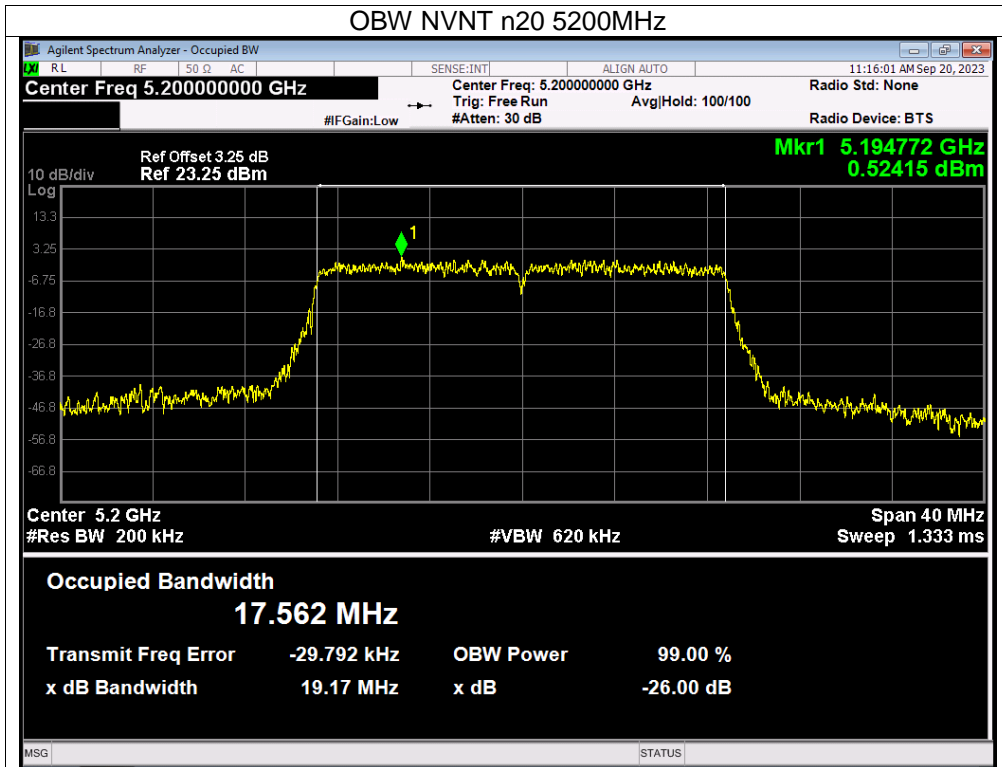 OBW NVNT n20 5200MHz
Agilent Spectrum Analyzer - Occupied BW
LXI RL RF 50 Ω AC SENSE:INT ALIGN AUTO 11:16:01 AM Sep 20, 2023
Center Freq 5.200000000 GHz Center Freq: 5.200000000 GHz Radio Std: None
Trig: Free Run Avg|Hold: 100/100
#IFGain:Low #Atten: 30 dB Radio Device: BTS
Mkr1 5.194772 GHz
0.52415 dBm
Ref Offset 3.25 dB
10 dB/div Ref 23.25 dBm
Log
13.3
1
3.25
-6.75
-16.8
-26.8
-36.8
-46.8
-56.8
-66.8
Center 5.2 GHz Span 40 MHz
#Res BW 200 kHz #VBW 620 kHz Sweep 1.333 ms
Occupied Bandwidth
17.562 MHz
Transmit Freq Error -29.792 kHz OBW Power 99.00 %
x dB Bandwidth 19.17 MHz x dB -26.00 dB
MSG STATUS